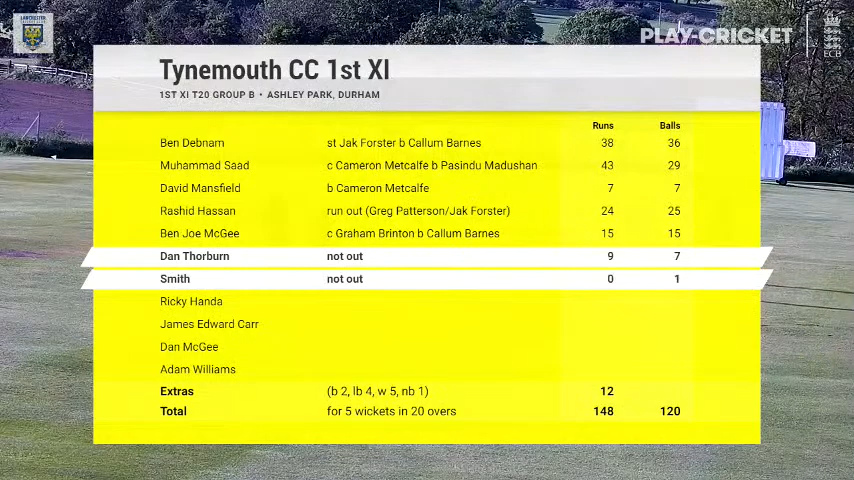 LANCHESTER
PLAY-CRICKET
ECB
Tynemouth CC 1st XI
1ST XI T20 GROUP B • ASHLEY PARK, DURHAM
Runs Balls
Ben Debnam st Jak Forster b Callum Barnes 38 36
Muhammad Saad c Cameron Metcalfe b Pasindu Madushan 43 29
David Mansfield b Cameron Metcalfe 7 7
Rashid Hassan run out (Greg Patterson/Jak Forster) 24 25
Ben Joe McGee c Graham Brinton b Callum Barnes 15 15
Dan Thorburn not out 9 7
Smith not out 0 1
Ricky Handa
James Edward Carr
Dan McGee
Adam Williams
Extras (b 2, lb 4, w 5, nb 1) 12
Total for 5 wickets in 20 overs 148 120